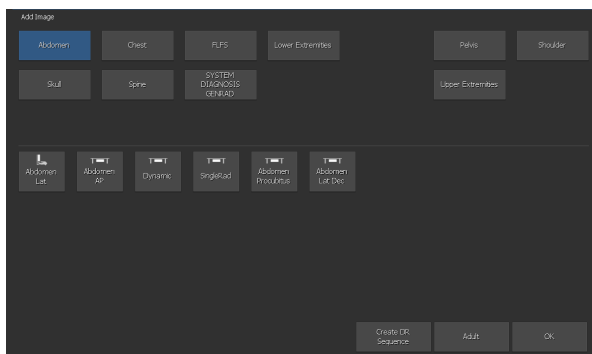 Add Image
Abdomen
Chest
FLFS
Lower Extremities
Pelvis
Shoulder
Skull
Spine
SYSTEM
DIAGNOSIS
GENRAD
Upper Extremities
Abdomen
Lat
Abdomen
AP
Dynamic
SingleRad
Abdomen
Procubitus
Abdomen
Lat Dec
Create DR
Sequence
Adult
OK